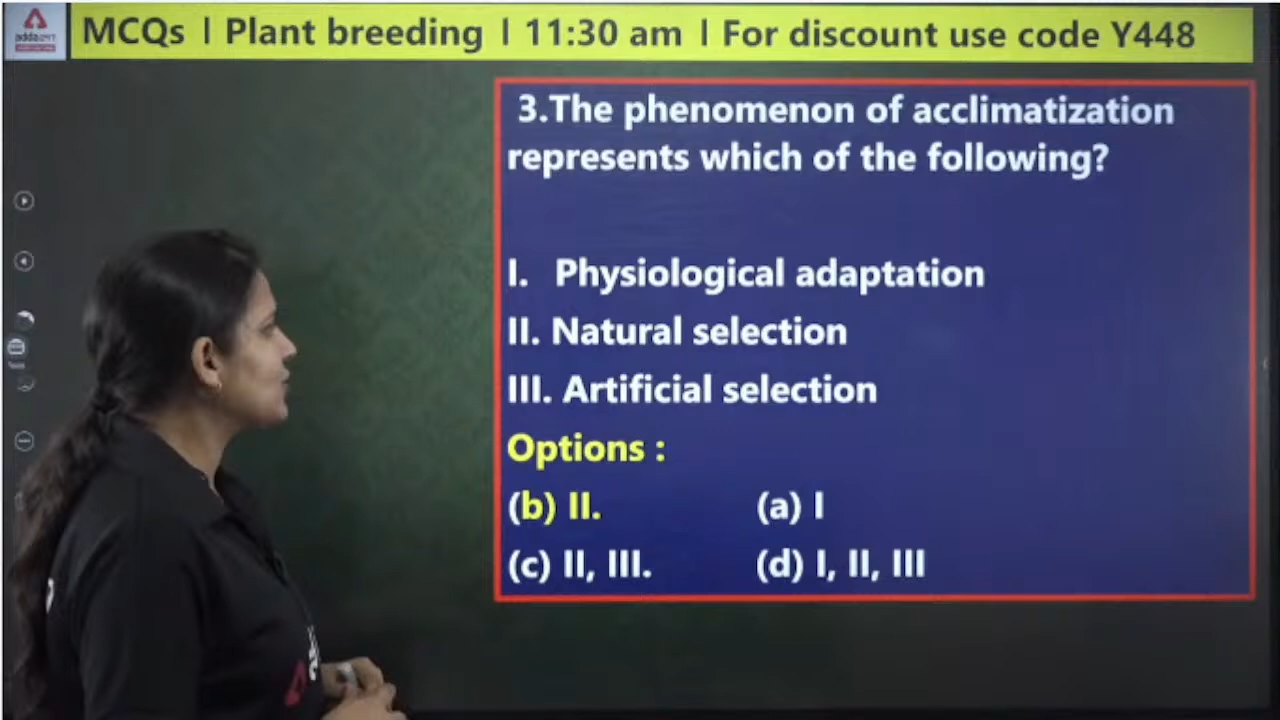 adda247
MCQs l Plant breeding l 11:30 am l For discount use code Y448
3.The phenomenon of acclimatization
represents which of the following?
I. Physiological adaptation
II. Natural selection
III. Artificial selection
Options :
(b) II. (a) I
(c) II, III. (d) I, II, III